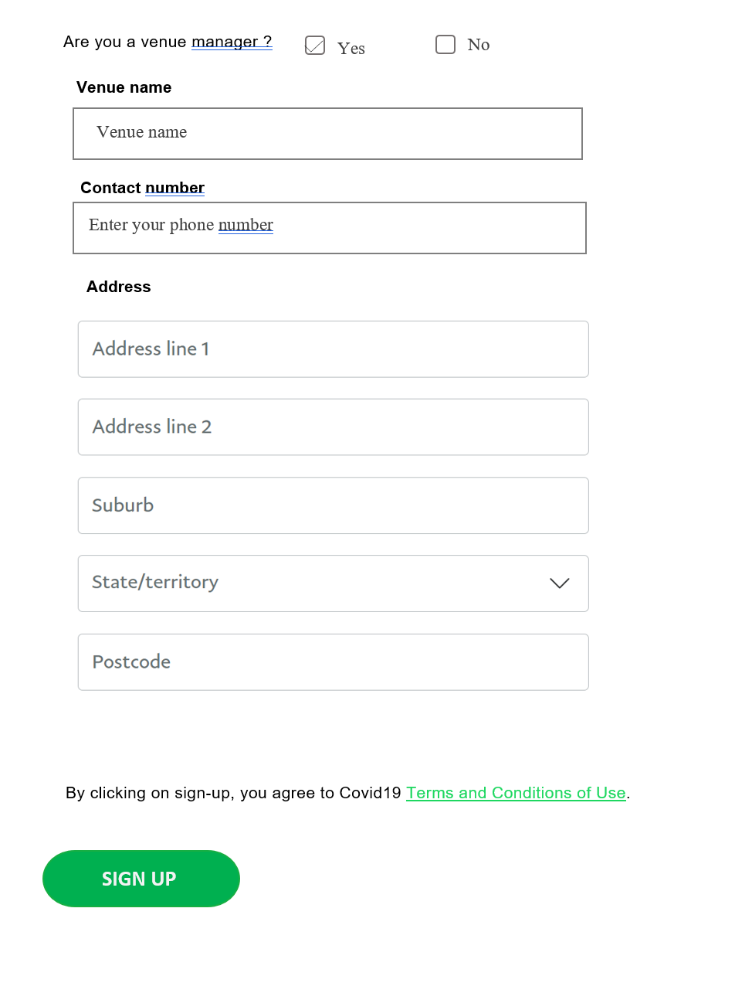 Are you a venue manager ? Yes No
Venue name
Venue name
Contact number
Enter your phone number
Address
Address line 1
Address line 2
Suburb
State/territory
Postcode
By clicking on sign-up, you agree to Covid19 Terms and Conditions of Use.
SIGN UP